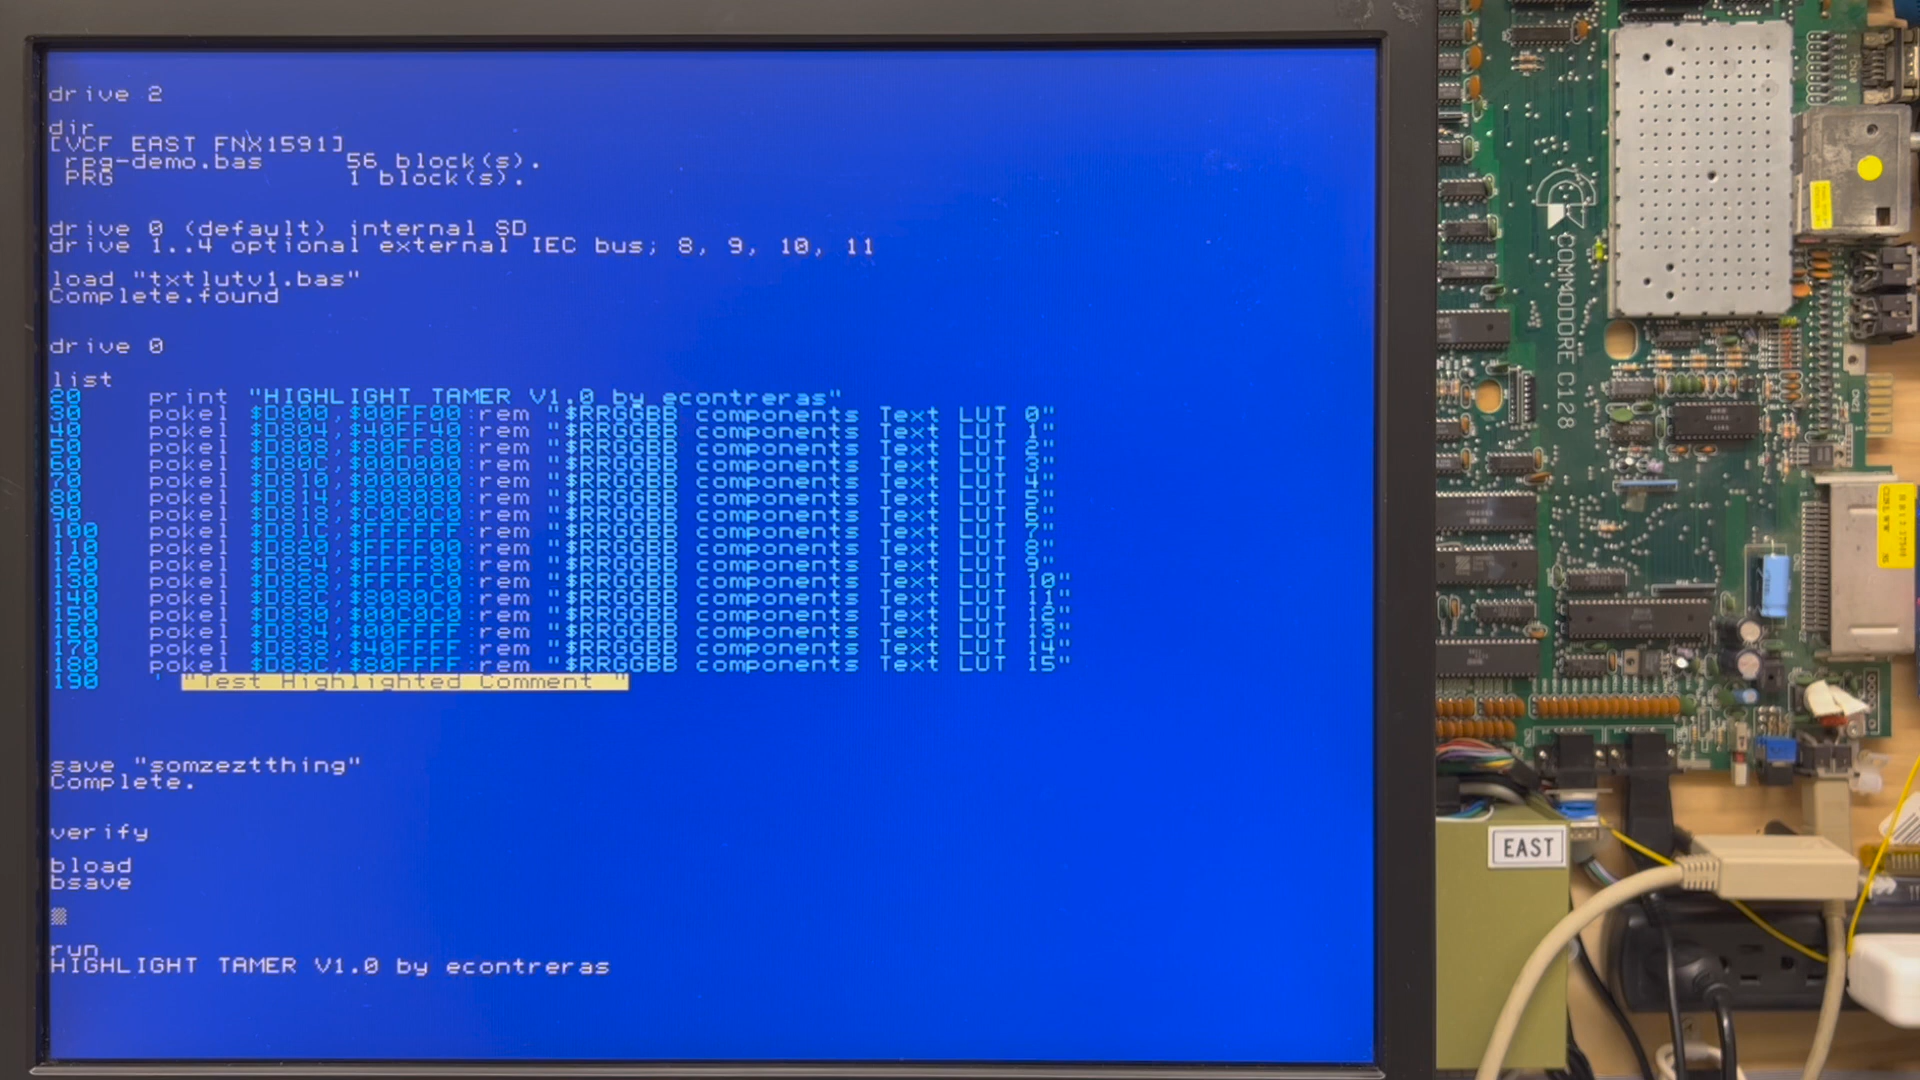 drive 2
dir
[VCF EAST FNX1591]
rpg-demo.bas 56 block(s).
PRG 1 block(s).
drive 0 (default) internal SD
drive 1..4 optional external IEC bus; 8, 9, 10, 11
load "txtlutv1.bas"
Complete.found
drive 0
list
20 print "HIGHLIGHT TAMER V1.0 by econtreras"
30 pokel $D800,$00FF00:rem "$RRGGBB components Text LUT 0"
40 pokel $D804,$40FF40:rem "$RRGGBB components Text LUT 1"
50 pokel $D808,$80FF80:rem "$RRGGBB components Text LUT 2"
60 pokel $D80C,$00D000:rem "$RRGGBB components Text LUT 3"
70 pokel $D810,$000000:rem "$RRGGBB components Text LUT 4"
80 pokel $D814,$808080:rem "$RRGGBB components Text LUT 5"
90 pokel $D818,$C0C0C0:rem "$RRGGBB components Text LUT 6"
100 pokel $D81C,$FFFFFF:rem "$RRGGBB components Text LUT 7"
110 pokel $D820,$FFFF00:rem "$RRGGBB components Text LUT 8"
120 pokel $D824,$FFFF80:rem "$RRGGBB components Text LUT 9"
130 pokel $D828,$FFFFC0:rem "$RRGGBB components Text LUT 10"
140 pokel $D82C,$8080C0:rem "$RRGGBB components Text LUT 11"
150 pokel $D830,$00C0C0:rem "$RRGGBB components Text LUT 12"
160 pokel $D834,$00FFFF:rem "$RRGGBB components Text LUT 13"
170 pokel $D838,$40FFFF:rem "$RRGGBB components Text LUT 14"
180 pokel $D83C,$80FFFF:rem "$RRGGBB components Text LUT 15"
190 ' "Test Highlighted Comment "
save "somzeztthing"
Complete.
verify
bload
bsave
run
HIGHLIGHT TAMER V1.0 by econtreras
COMMODORE C128
EAST